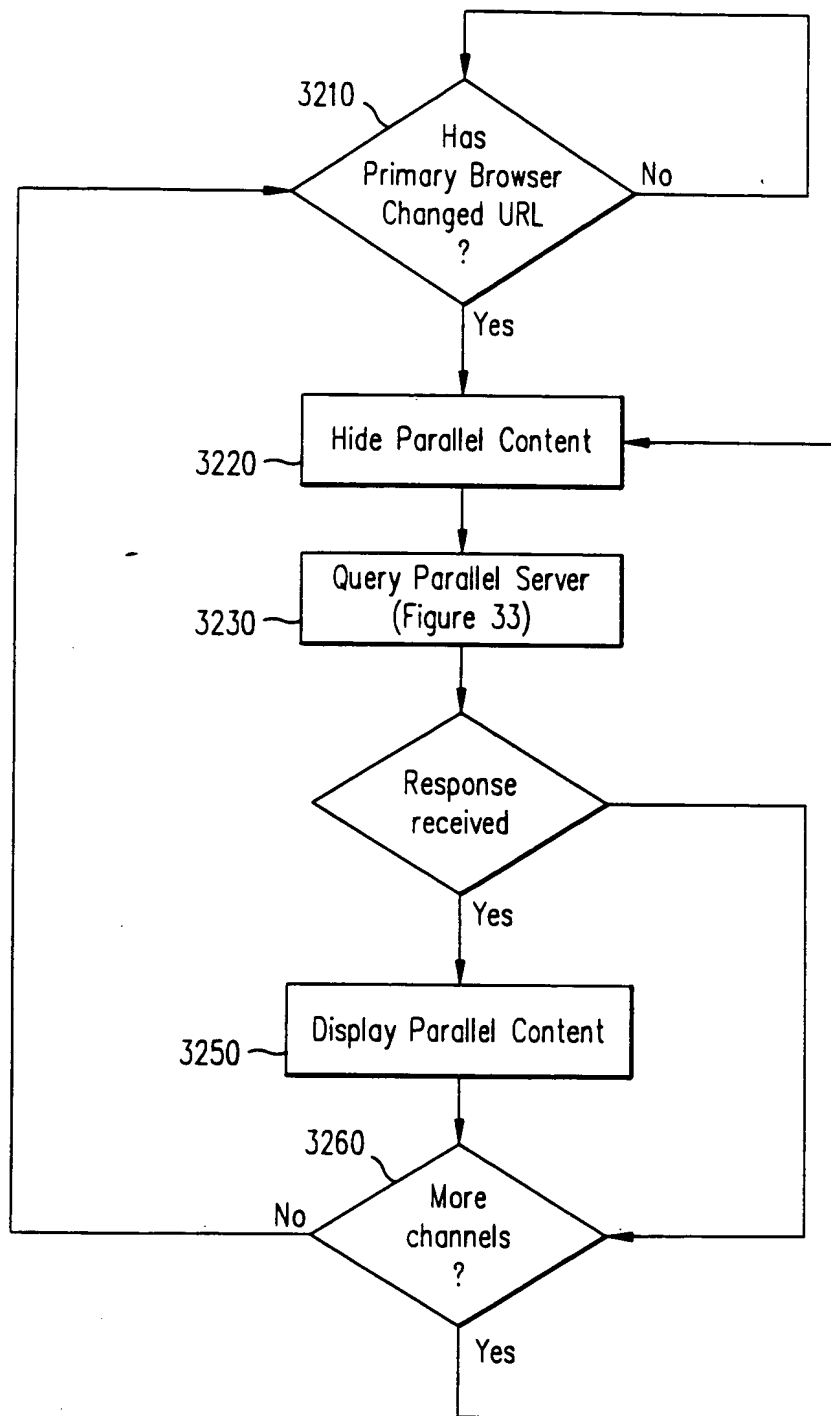 3210
Has
Primary Browser
Changed URL
?
No
Yes
Hide Parallel Content
3220
Query Parallel Server
(Figure 33)
3230
Response
received
Yes
Display Parallel Content
3250
3260
More
channels
?
No
Yes